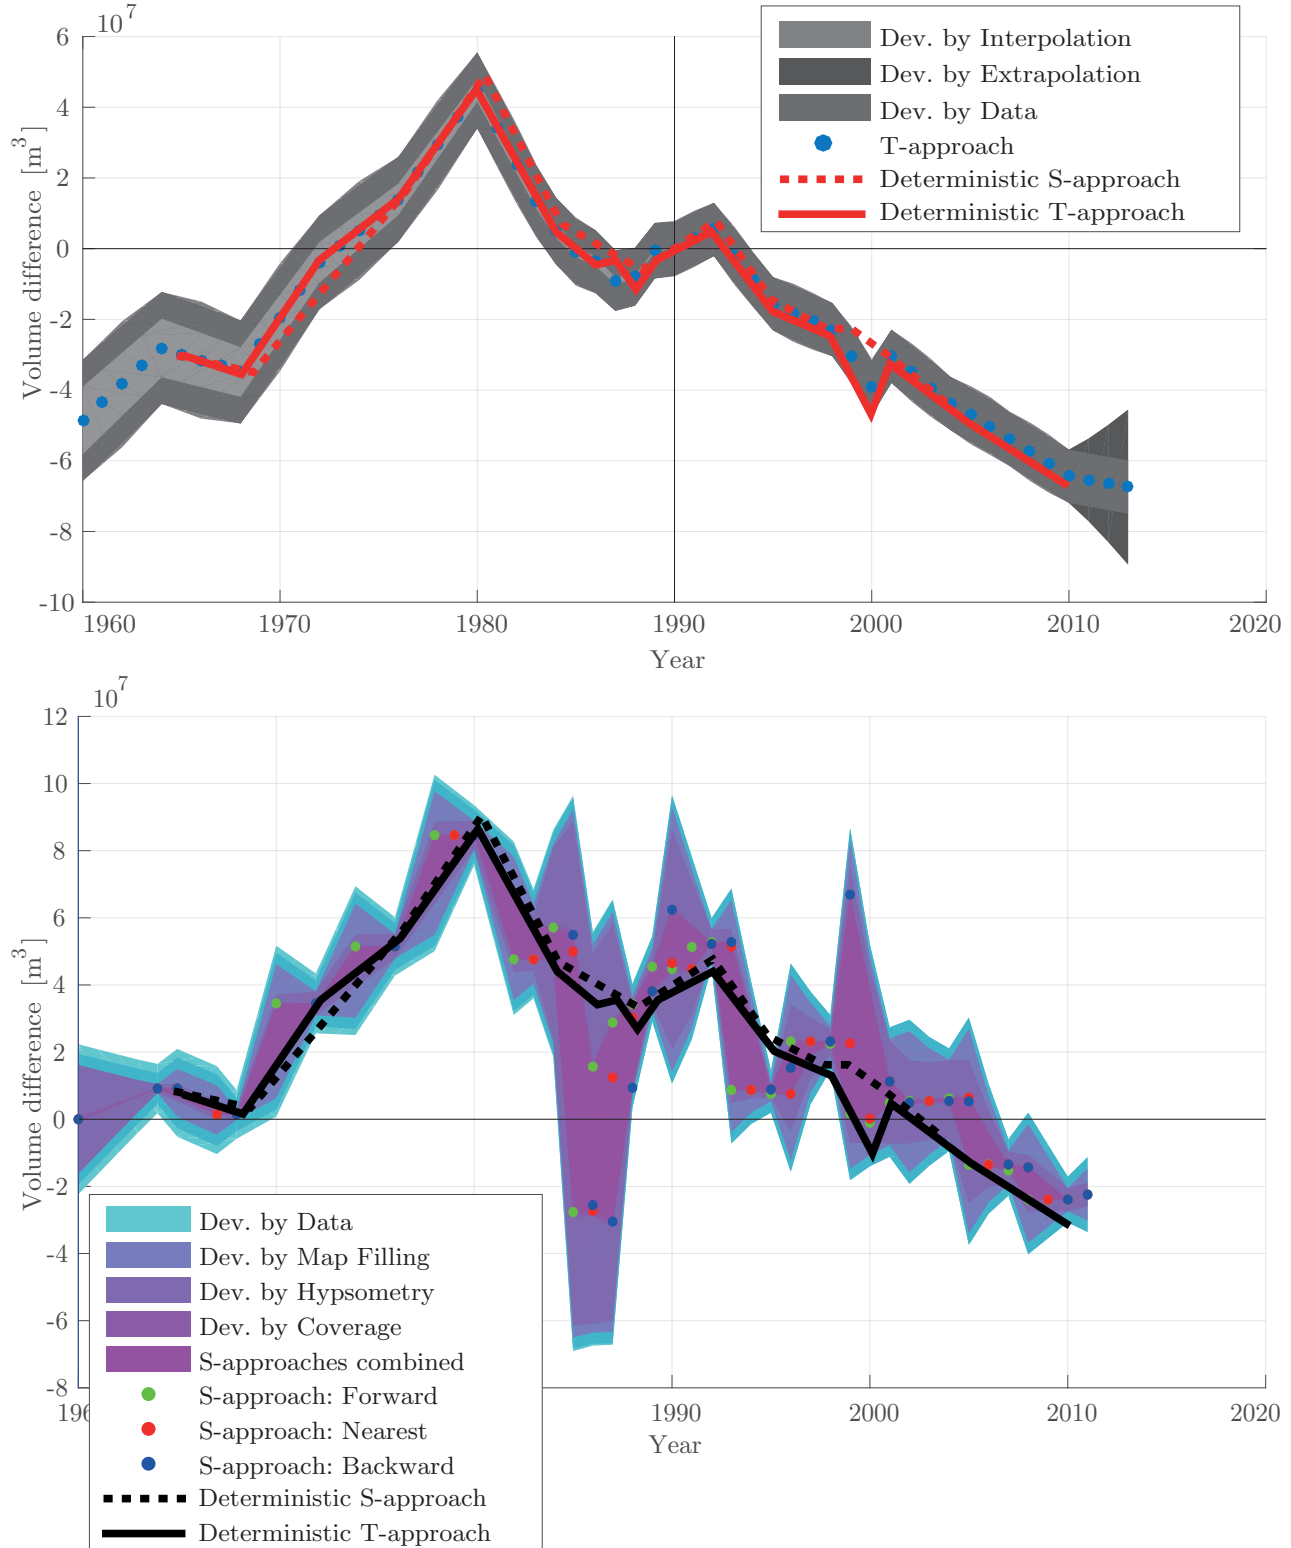 10^7
6
4
2
0
-2
-4
-6
-8
-10
Volume difference [m^3]
Dev. by Interpolation
Dev. by Extrapolation
Dev. by Data
T-approach
Deterministic S-approach
Deterministic T-approach
1960 1970 1980 1990 2000 2010 2020
Year
10^7
12
10
8
6
4
2
0
-2
-4
-6
-8
Volume difference [m^3]
Dev. by Data
Dev. by Map Filling
Dev. by Hypsometry
Dev. by Coverage
S-approaches combined
S-approach: Forward
S-approach: Nearest
S-approach: Backward
Deterministic S-approach
Deterministic T-approach
1990 2000 2010 2020
Year